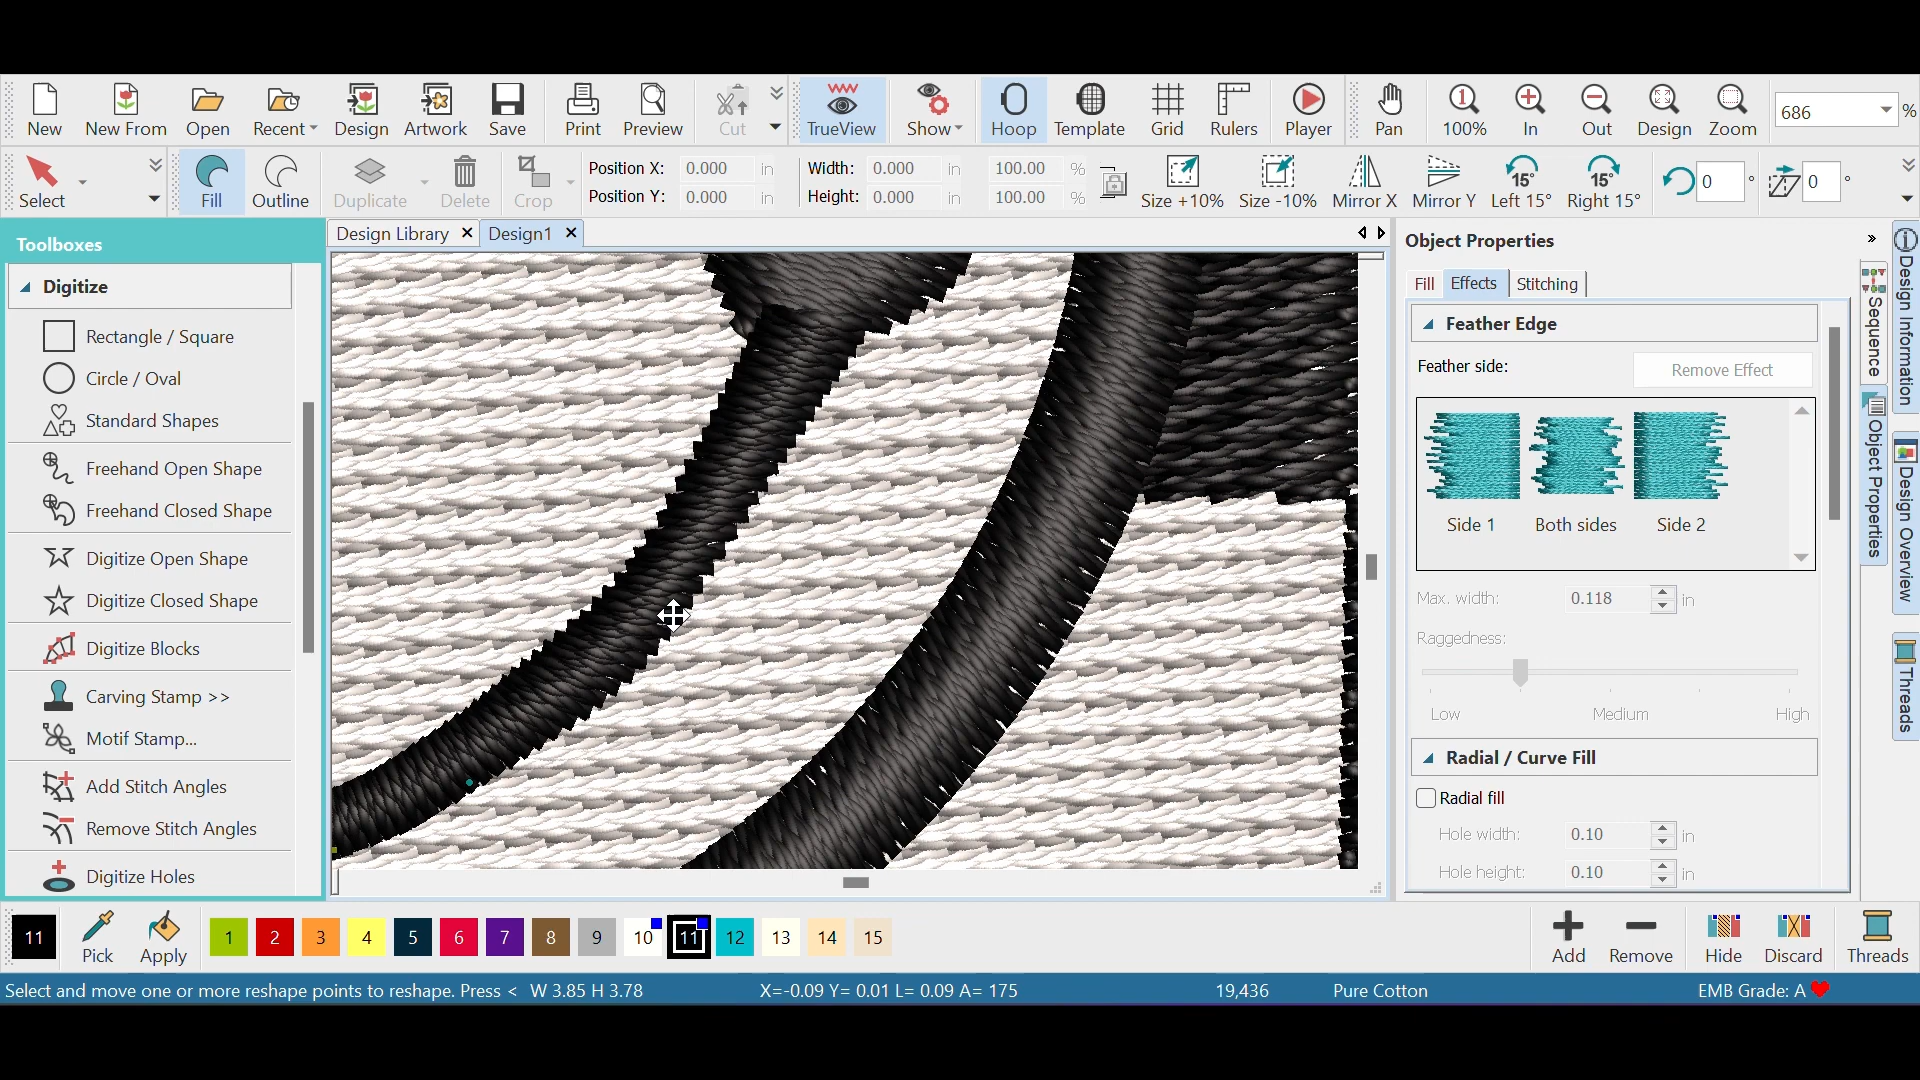 New New From Open Recent Design Artwork Save Print Preview Cut TrueView Show Hoop Template Grid Rulers Player Pan 100% In Out Design Zoom 686 %
Select Fill Outline Duplicate Delete Crop
Position X: 0.000 in Width: 0.000 in 100.00 %
Position Y: 0.000 in Height: 0.000 in 100.00 %
Size +10% Size -10% Mirror X Mirror Y Left 15° Right 15° 0 ° 0 °
Toolboxes
Digitize
Rectangle / Square
Circle / Oval
Standard Shapes
Freehand Open Shape
Freehand Closed Shape
Digitize Open Shape
Digitize Closed Shape
Digitize Blocks
Carving Stamp >>
Motif Stamp...
Add Stitch Angles
Remove Stitch Angles
Digitize Holes
Design Library × Design1 ×
Object Properties »
Fill Effects Stitching
Feather Edge
Feather side: Remove Effect
Side 1 Both sides Side 2
Max. width: 0.118 in
Raggedness:
Low Medium High
Radial / Curve Fill
Radial fill
Hole width: 0.10 in
Hole height: 0.10 in
Sequence
Object Properties
Design Information
Design Overview
Threads
11 Pick Apply 1 2 3 4 5 6 7 8 9 10 11 12 13 14 15 Add Remove Hide Discard Threads
Select and move one or more reshape points to reshape. Press < W 3.85 H 3.78 X=-0.09 Y= 0.01 L= 0.09 A= 175 19,436 Pure Cotton EMB Grade: A